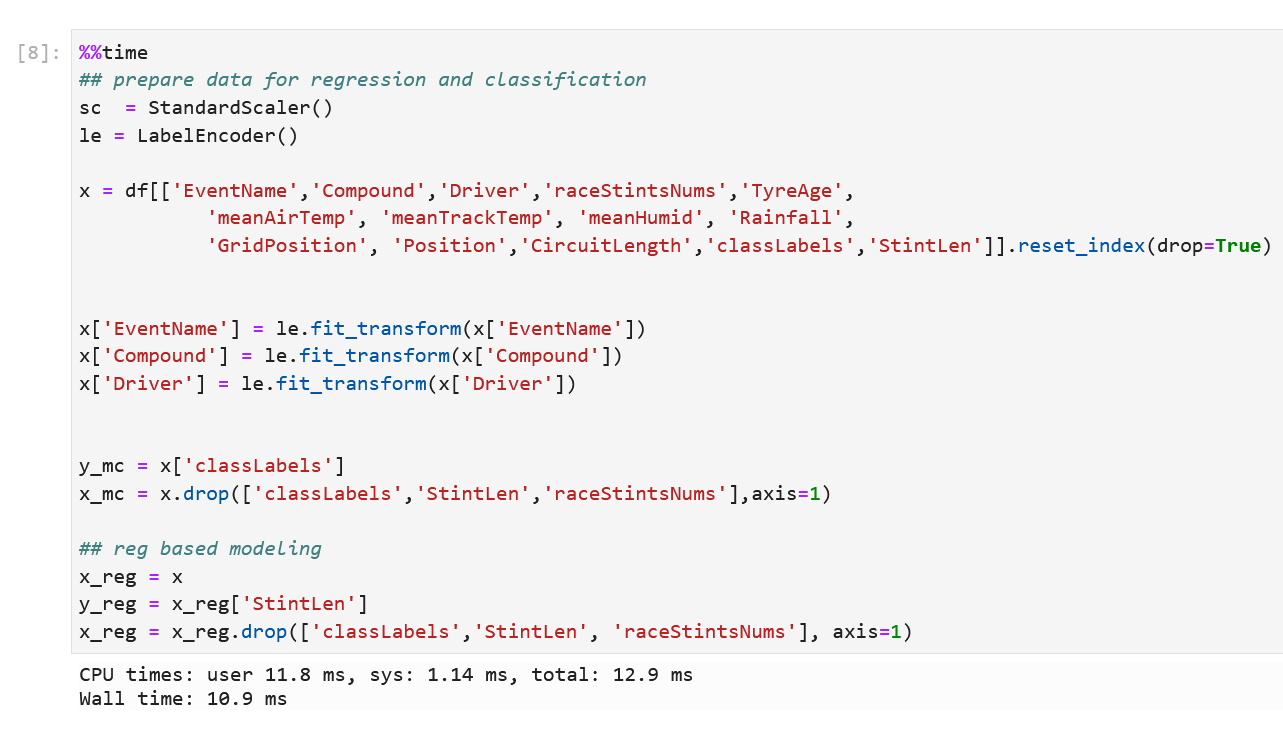 [8]: %%time
## prepare data for regression and classification
sc  = StandardScaler()
le = LabelEncoder()
x = df[['EventName','Compound','Driver','raceStintsNums','TyreAge',
           'meanAirTemp', 'meanTrackTemp', 'meanHumid', 'Rainfall',
           'GridPosition', 'Position','CircuitLength','classLabels','StintLen']].reset_index(drop=True)
x['EventName'] = le.fit_transform(x['EventName'])
x['Compound'] = le.fit_transform(x['Compound'])
x['Driver'] = le.fit_transform(x['Driver'])
y_mc = x['classLabels']
x_mc = x.drop(['classLabels','StintLen','raceStintsNums'],axis=1)
## reg based modeling
x_reg = x
y_reg = x_reg['StintLen']
x_reg = x_reg.drop(['classLabels','StintLen', 'raceStintsNums'], axis=1)
CPU times: user 11.8 ms, sys: 1.14 ms, total: 12.9 ms
Wall time: 10.9 ms